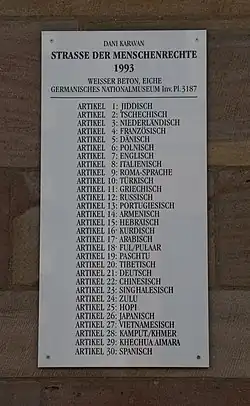 DANI KARAVAN
STRASSE DER MENSCHENRECHTE
1993
WEISSER BETON, EICHE
GERMANISCHES NATIONALMUSEUM Inv. Pl. 3187
ARTIKEL 1: JIDDISCH
ARTIKEL 2: TSCHECHISCH
ARTIKEL 3: NIEDERLÄNDISCH
ARTIKEL 4: FRANZÖSISCH
ARTIKEL 5: DÄNISCH
ARTIKEL 6: POLNISCH
ARTIKEL 7: ENGLISCH
ARTIKEL 8: ITALIENISCH
ARTIKEL 9: ROMA-SPRACHE
ARTIKEL 10: TÜRKISCH
ARTIKEL 11: GRIECHISCH
ARTIKEL 12: RUSSISCH
ARTIKEL 13: PORTUGIESISCH
ARTIKEL 14: ARMENISCH
ARTIKEL 15: HEBRÄISCH
ARTIKEL 16: KURDISCH
ARTIKEL 17: ARABISCH
ARTIKEL 18: FUL/PULAAR
ARTIKEL 19: PASCHTU
ARTIKEL 20: TIBETISCH
ARTIKEL 21: DEUTSCH
ARTIKEL 22: CHINESISCH
ARTIKEL 23: SINGHALESISCH
ARTIKEL 24: ZULU
ARTIKEL 25: HOPI
ARTIKEL 26: JAPANISCH
ARTIKEL 27: VIETNAMESISCH
ARTIKEL 28: KAMPUT/KHMER
ARTIKEL 29: KHECHUA AIMARA
ARTIKEL 30: SPANISCH